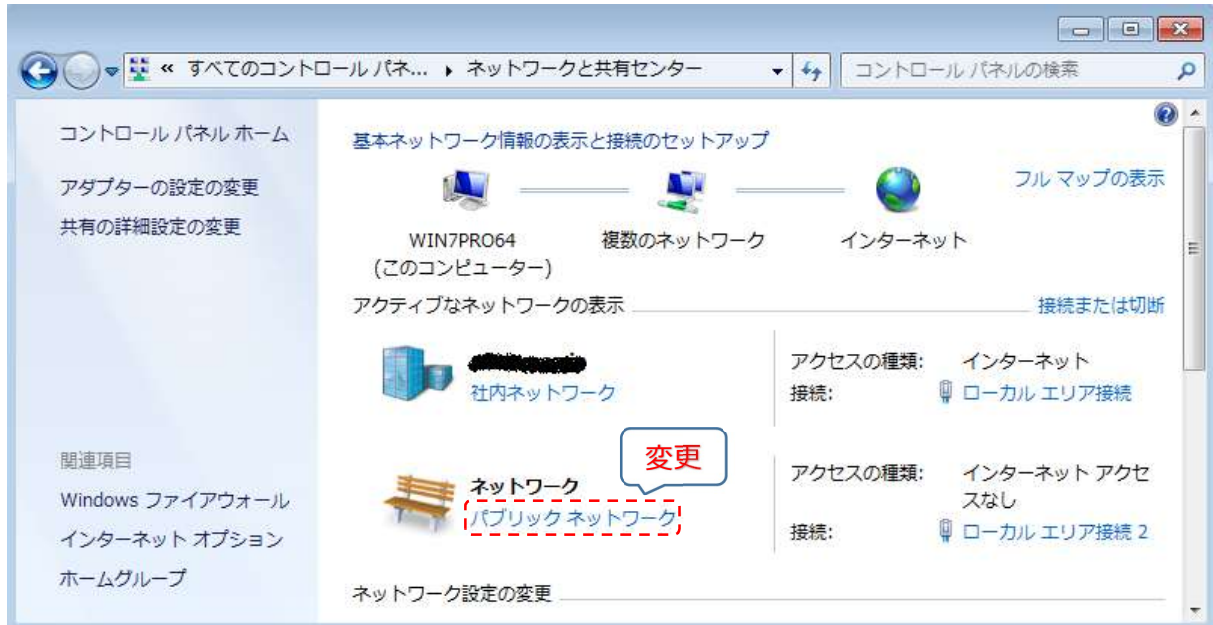 « すべてのコントロール パネ... ▸ ネットワークと共有センター
コントロール パネルの検索
コントロール パネル ホーム
アダプターの設定の変更
共有の詳細設定の変更
関連項目
Windows ファイアウォール
インターネット オプション
ホームグループ
基本ネットワーク情報の表示と接続のセットアップ
フル マップの表示
WIN7PRO64
(このコンピューター)
複数のネットワーク
インターネット
アクティブなネットワークの表示
接続または切断
社内ネットワーク
アクセスの種類: インターネット
接続: ローカル エリア接続
変更
ネットワーク
パブリック ネットワーク
アクセスの種類: インターネット アクセ
スなし
接続: ローカル エリア接続 2
ネットワーク設定の変更